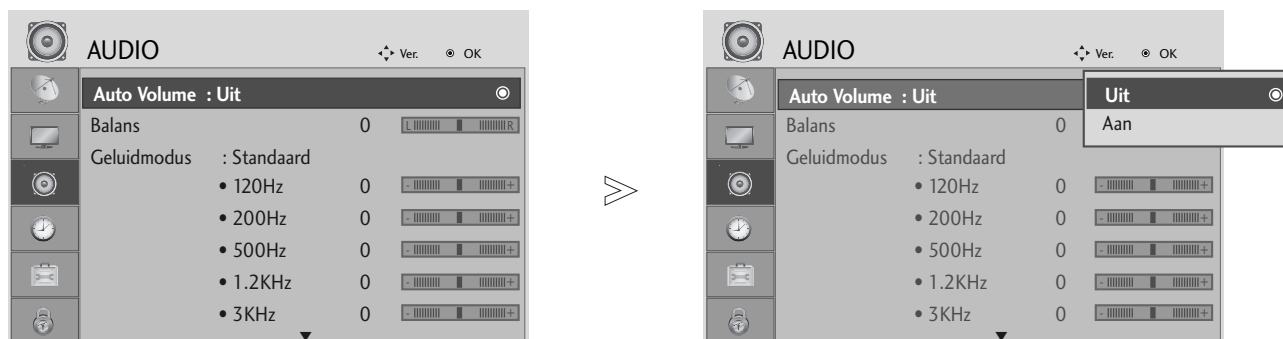 AUDIO
Ver. OK
Auto Volume : Uit
Balans 0 L R
Geluidmodus : Standaard
• 120Hz 0 - +
• 200Hz 0 - +
• 500Hz 0 - +
• 1.2KHz 0 - +
• 3KHz 0 - +
AUDIO
Ver. OK
Auto Volume : Uit
Uit
Aan
Balans 0
Geluidmodus : Standaard
• 120Hz 0 - +
• 200Hz 0 - +
• 500Hz 0 - +
• 1.2KHz 0 - +
• 3KHz 0 - +